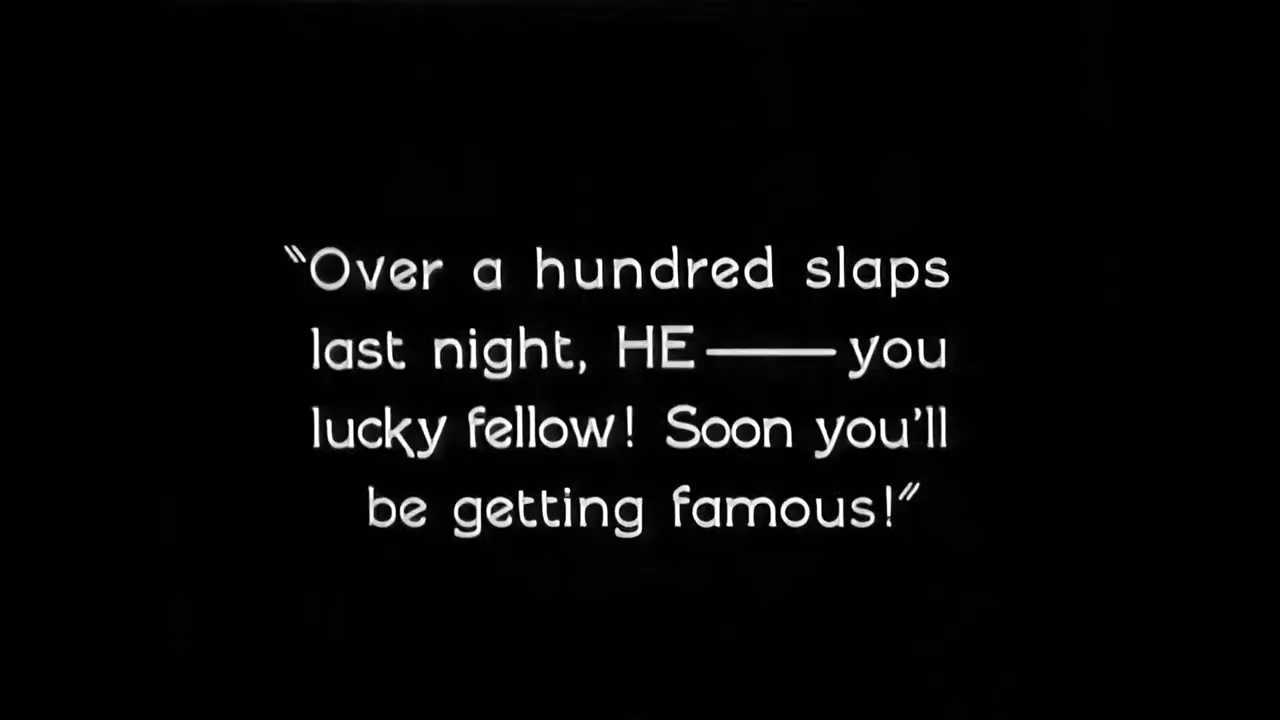 “Over a hundred slaps
last night, HE——you
lucky fellow! Soon you’ll
be getting famous!”